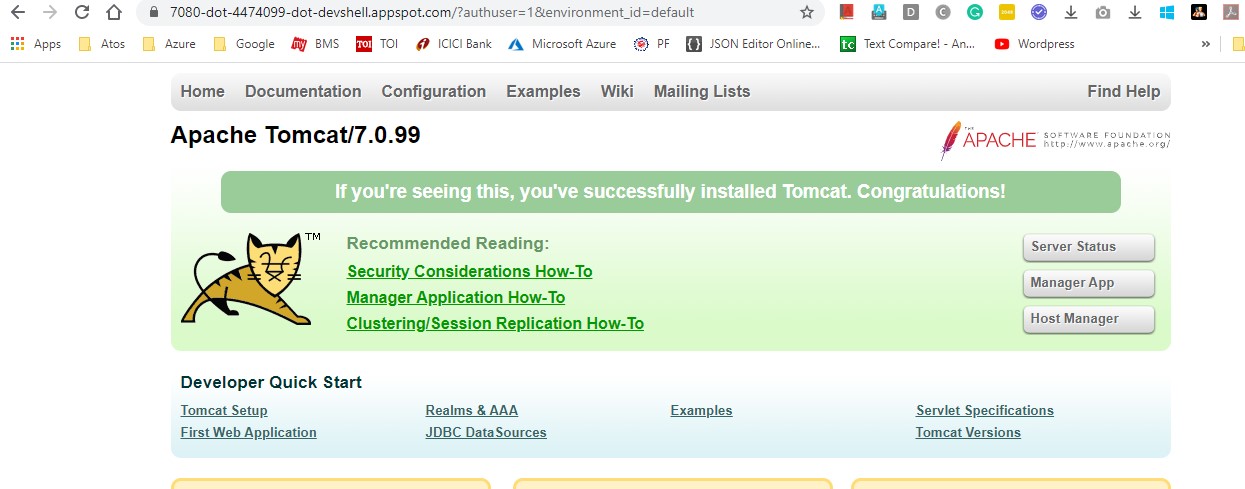 7080-dot-4474099-dot-devshell.appspot.com/?authuser=1&environment_id=default
Apps Atos Azure Google BMS TOI ICICI Bank Microsoft Azure PF JSON Editor Online... Text Compare! - An... Wordpress »
Home Documentation Configuration Examples Wiki Mailing Lists Find Help
Apache Tomcat/7.0.99
THE APACHE SOFTWARE FOUNDATION
http://www.apache.org/
If you're seeing this, you've successfully installed Tomcat. Congratulations!
TM
Recommended Reading:
Security Considerations How-To
Manager Application How-To
Clustering/Session Replication How-To
Server Status
Manager App
Host Manager
Developer Quick Start
Tomcat Setup Realms & AAA Examples Servlet Specifications
First Web Application JDBC DataSources Tomcat Versions